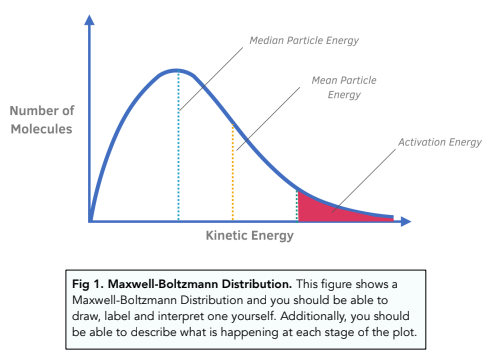 Median Particle Energy
Mean Particle
Energy
Number of
Molecules
Activation Energy
Kinetic Energy
Fig 1. Maxwell-Boltzmann Distribution. This figure shows a
Maxwell-Boltzmann Distribution and you should be able to
draw, label and interpret one yourself. Additionally, you should
be able to describe what is happening at each stage of the plot.